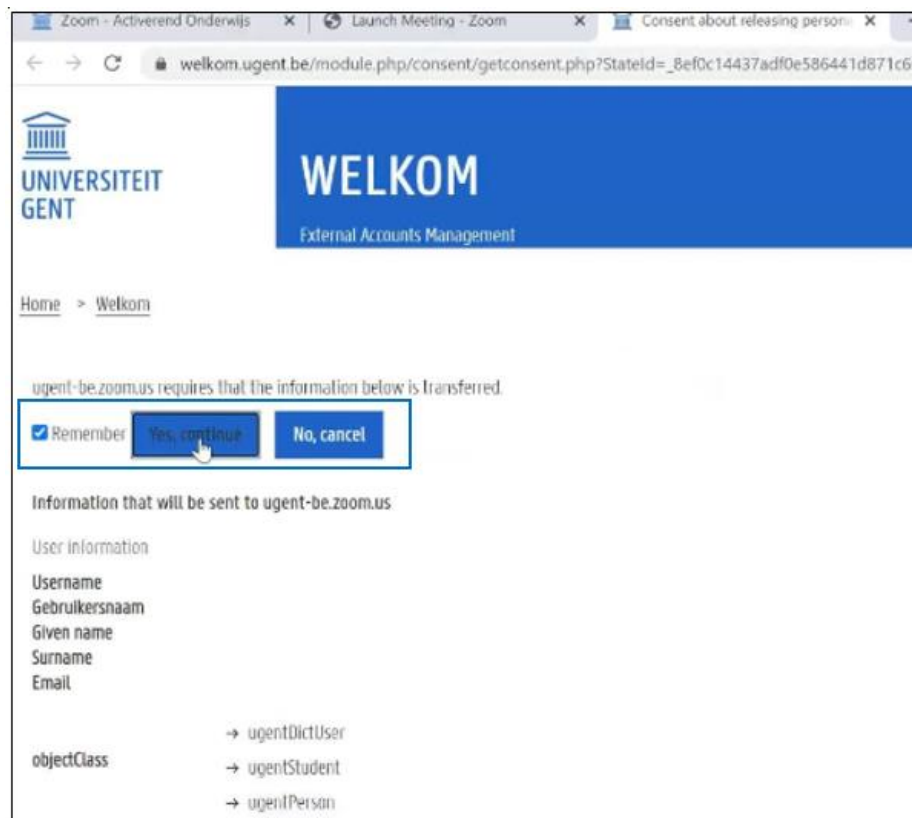 Zoom - Activerend Onderwijs
Launch Meeting - Zoom
Consent about releasing person
welkom.ugent.be/module.php/consent/getconsent.php?StateId=_8ef0c14437adf0e586441d871c6
UNIVERSITEIT
GENT
WELKOM
External Accounts Management
Home > Welkom
ugent-be.zoom.us requires that the information below is transferred.
Remember Yes, continue No, cancel
Information that will be sent to ugent-be.zoom.us
User information
Username
Gebruikersnaam
Given name
Surname
Email
→ ugentDictUser
objectClass → ugentStudent
→ ugentPerson